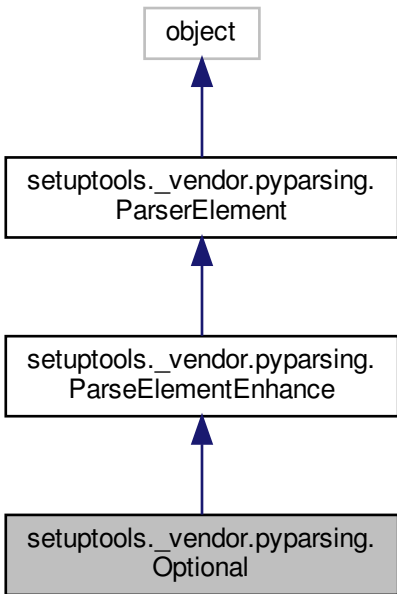 object
setuptools._vendor.pyparsing.
ParserElement
setuptools._vendor.pyparsing.
ParseElementEnhance
setuptools._vendor.pyparsing.
Optional